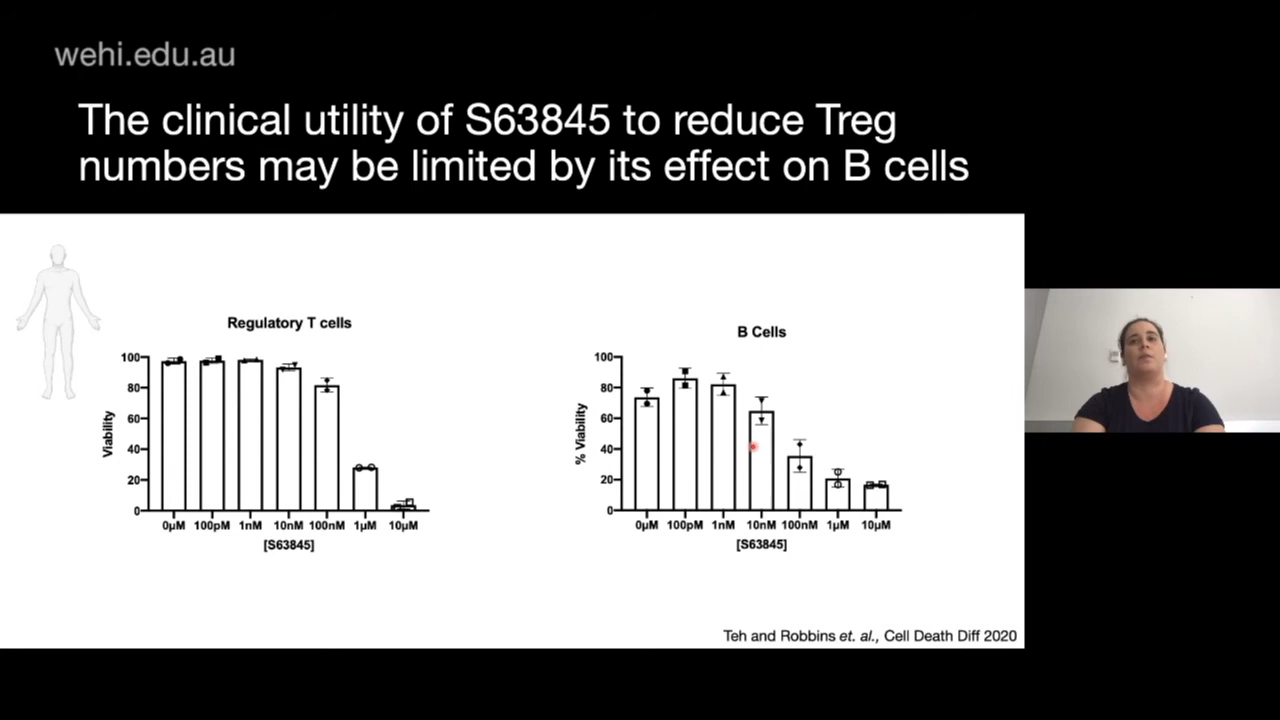 wehi.edu.au
The clinical utility of S63845 to reduce Treg
numbers may be limited by its effect on B cells
Regulatory T cells
Viability
100
80
60
40
20
0
0µM 100pM 1nM 10nM 100nM 1µM 10µM
[S63845]
B Cells
% Viability
100
80
60
40
20
0
0µM 100pM 1nM 10nM 100nM 1µM 10µM
[S63845]
Teh and Robbins et. al., Cell Death Diff 2020